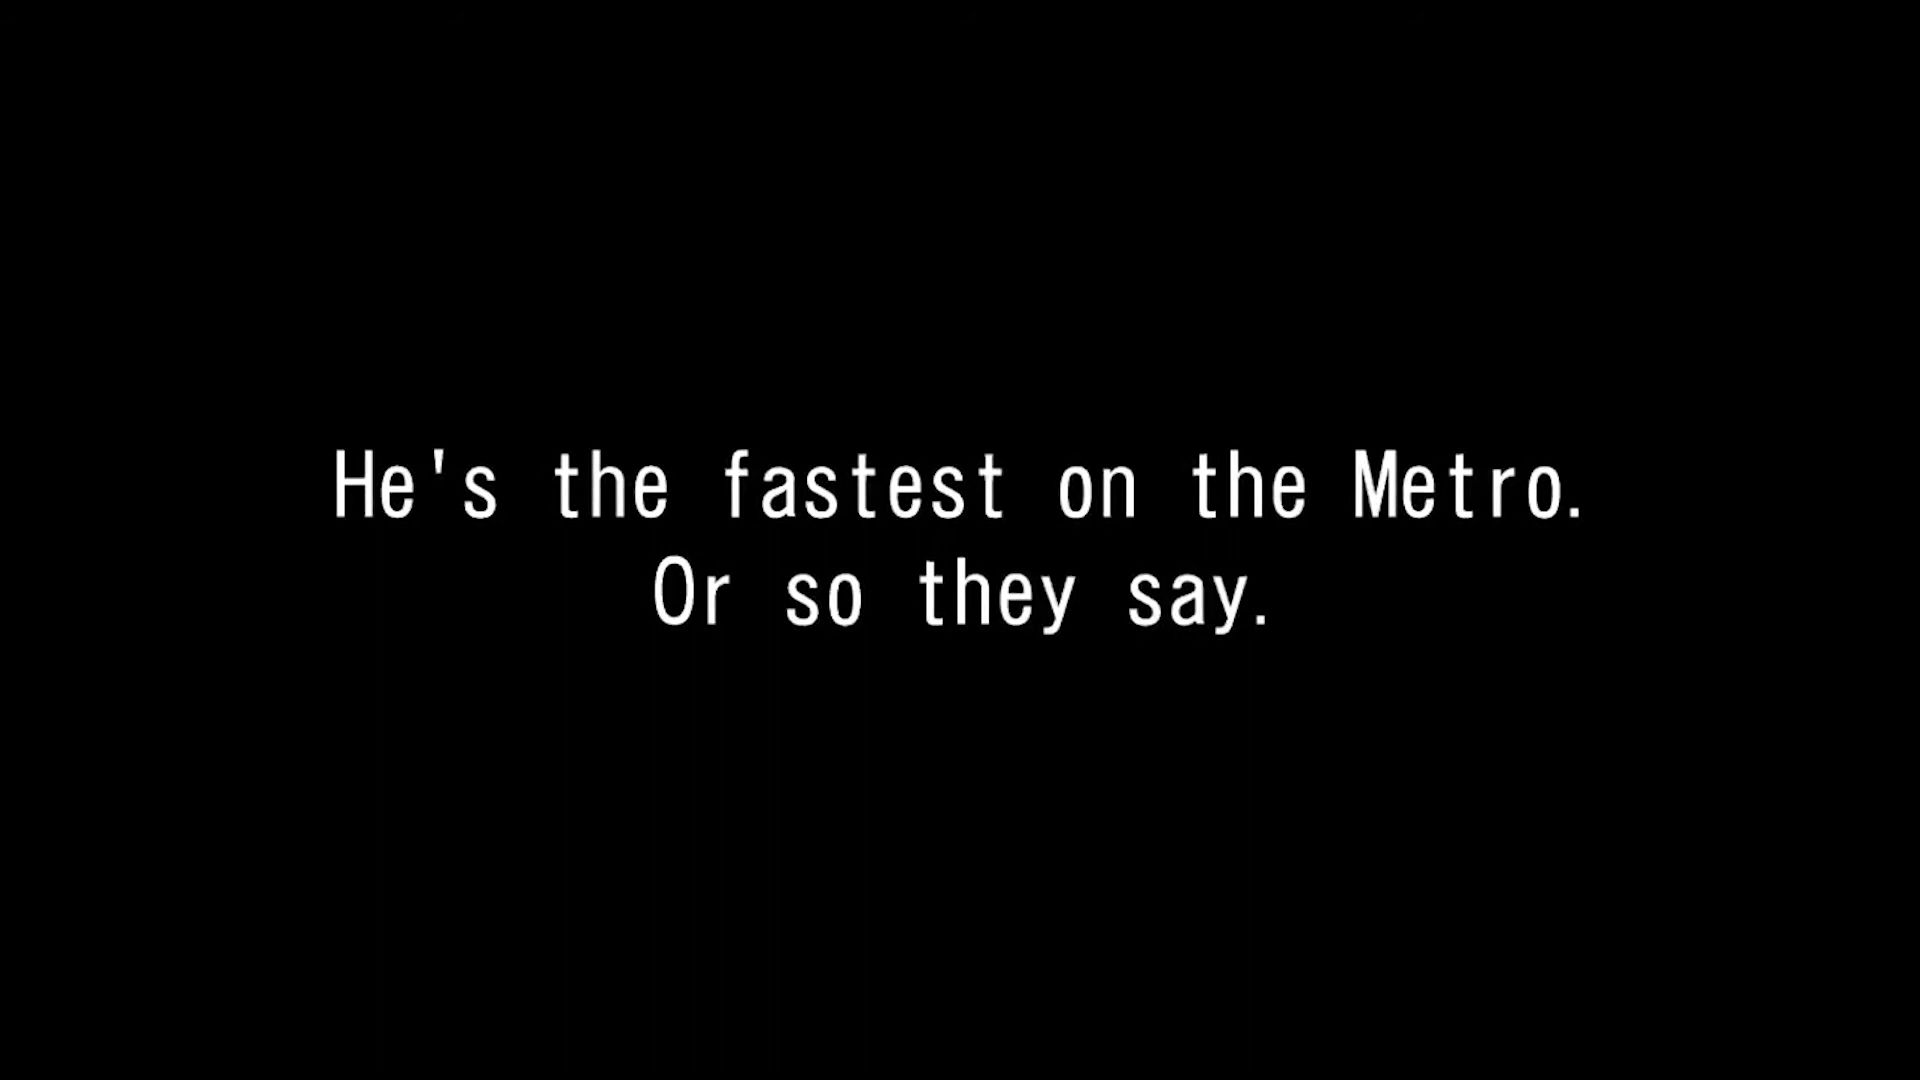 He's the fastest on the Metro.
Or so they say.